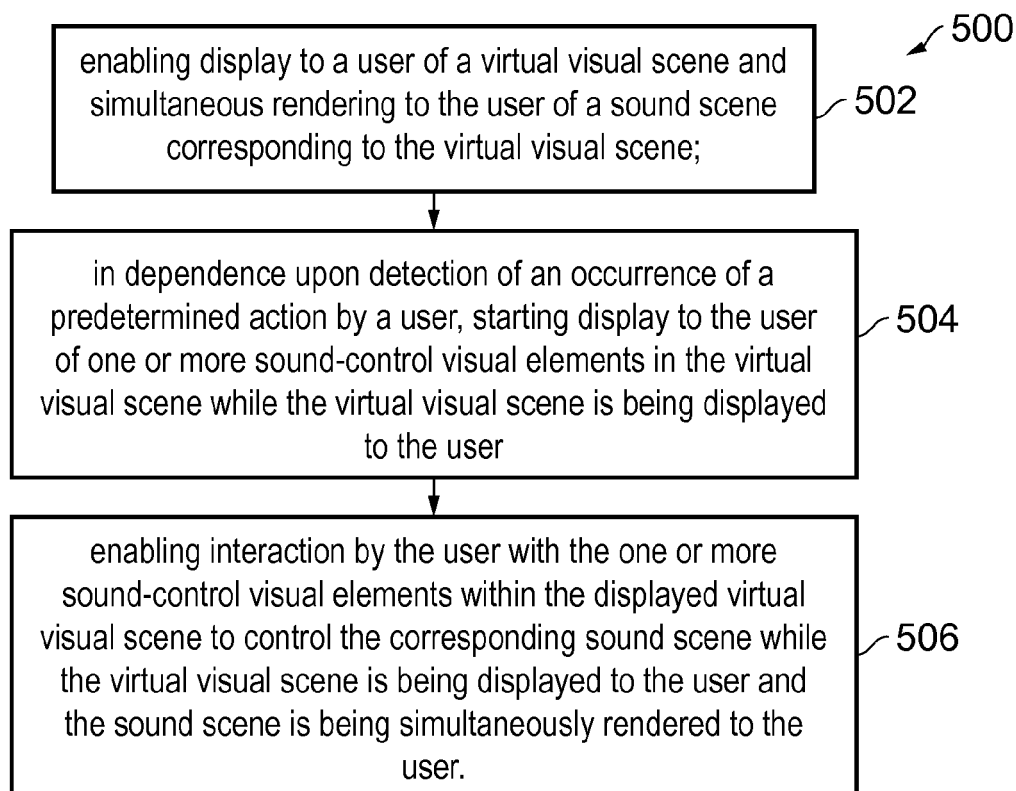 500
enabling display to a user of a virtual visual scene and
simultaneous rendering to the user of a sound scene
corresponding to the virtual visual scene;
502
in dependence upon detection of an occurrence of a
predetermined action by a user, starting display to the user
of one or more sound-control visual elements in the virtual
visual scene while the virtual visual scene is being displayed
to the user
504
enabling interaction by the user with the one or more
sound-control visual elements within the displayed virtual
visual scene to control the corresponding sound scene while
the virtual visual scene is being displayed to the user and
the sound scene is being simultaneously rendered to the
user.
506